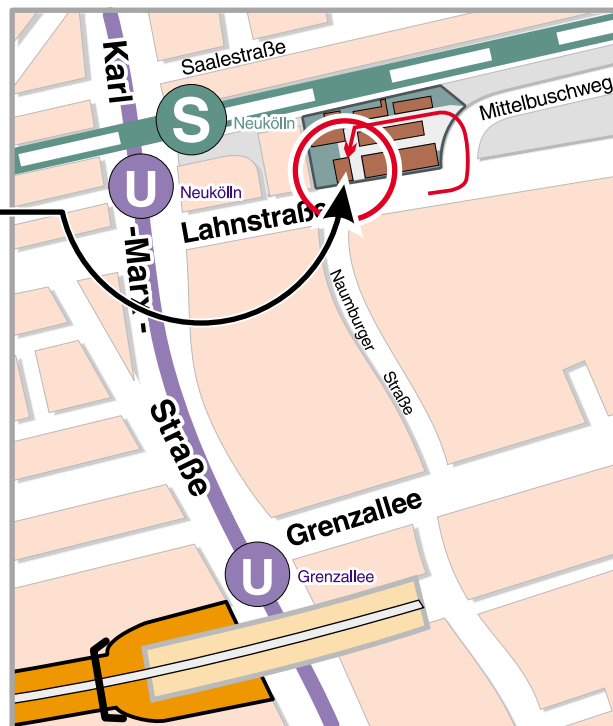 Karl
Saalestraße
S
Neukölln
Mittelbuschweg
U
Neukölln
Lahnstraße
-Marx-
Naumburger
Straße
Straße
Grenzallee
U
Grenzallee